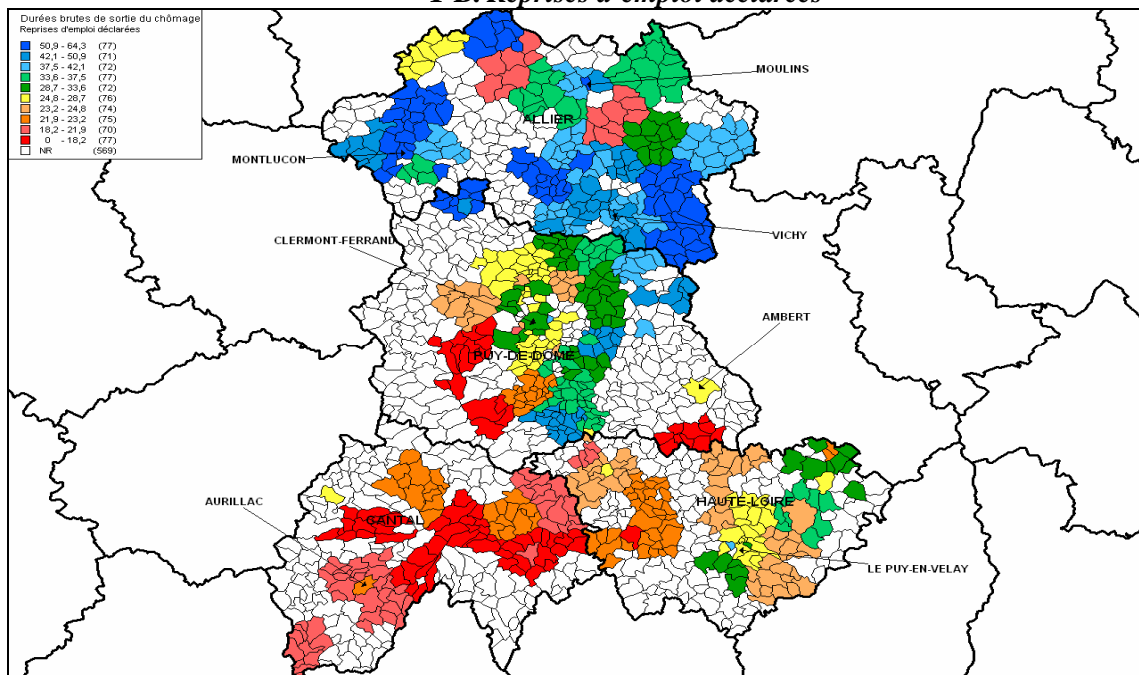 1-B. Reprises d'emploi déclarées
Durées brutes de sortie du chômage
Reprises d'emploi déclarées
50,9 - 64,3 (77)
42,1 - 50,9 (71)
37,5 - 42,1 (72)
33,6 - 37,5 (77)
28,7 - 33,6 (72)
24,8 - 28,7 (76)
23,2 - 24,8 (74)
21,9 - 23,2 (75)
18,2 - 21,9 (70)
0 - 18,2 (77)
NR (569)
MOULINS
ALLIER
MONTLUCON
VICHY
CLERMONT-FERRAND
AMBERT
PUY-DE-DOME
AURILLAC
HAUTE-LOIRE
CANTAL
LE PUY-EN-VELAY